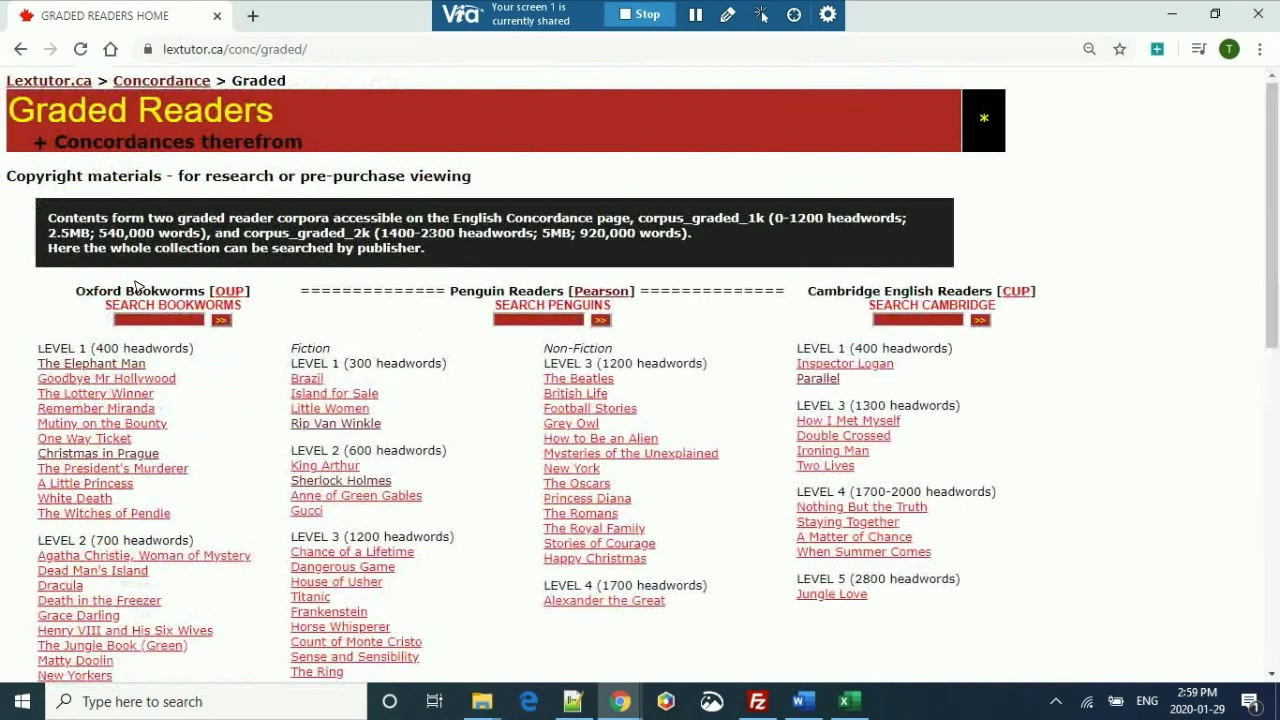 GRADED READERS HOME
Via
Your screen 1 is
currently shared
Stop
lextutor.ca/conc/graded/
T
Lextutor.ca > Concordance > Graded
Graded Readers
*
+ Concordances therefrom
Copyright materials - for research or pre-purchase viewing
Contents form two graded reader corpora accessible on the English Concordance page, corpus_graded_1k (0-1200 headwords;
2.5MB; 540,000 words), and corpus_graded_2k (1400-2300 headwords; 5MB; 920,000 words).
Here the whole collection can be searched by publisher.
Oxford Bookworms [OUP]
SEARCH BOOKWORMS
>>
LEVEL 1 (400 headwords)
The Elephant Man
Goodbye Mr Hollywood
The Lottery Winner
Remember Miranda
Mutiny on the Bounty
One Way Ticket
Christmas in Prague
The President's Murderer
A Little Princess
White Death
The Witches of Pendle
LEVEL 2 (700 headwords)
Agatha Christie, Woman of Mystery
Dead Man's Island
Dracula
Death in the Freezer
Grace Darling
Henry VIII and His Six Wives
The Jungle Book (Green)
Matty Doolin
New Yorkers
============= Penguin Readers [Pearson] =============
SEARCH PENGUINS
>>
Fiction
LEVEL 1 (300 headwords)
Brazil
Island for Sale
Little Women
Rip Van Winkle
LEVEL 2 (600 headwords)
King Arthur
Sherlock Holmes
Anne of Green Gables
Gucci
LEVEL 3 (1200 headwords)
Chance of a Lifetime
Dangerous Game
House of Usher
Titanic
Frankenstein
Horse Whisperer
Count of Monte Cristo
Sense and Sensibility
The Ring
Non-Fiction
LEVEL 3 (1200 headwords)
The Beatles
British Life
Football Stories
Grey Owl
How to Be an Alien
Mysteries of the Unexplained
New York
The Oscars
Princess Diana
The Romans
The Royal Family
Stories of Courage
Happy Christmas
LEVEL 4 (1700 headwords)
Alexander the Great
Cambridge English Readers [CUP]
SEARCH CAMBRIDGE
>>
LEVEL 1 (400 headwords)
Inspector Logan
Parallel
LEVEL 3 (1300 headwords)
How I Met Myself
Double Crossed
Ironing Man
Two Lives
LEVEL 4 (1700-2000 headwords)
Nothing But the Truth
Staying Together
A Matter of Chance
When Summer Comes
LEVEL 5 (2800 headwords)
Jungle Love
Type here to search
ENG
2:59 PM
2020-01-29
1